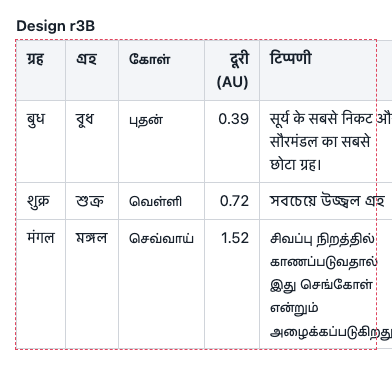 Design r3B
ग्रह গ্রহ கோள் दूरी टिप्पणी
(AU)
बुध বুধ புதன் 0.39 सूर्य के सबसे निकट
सौरमंडल का सबसे
छोटा ग्रह।
शुक्र শুক্র வெள்ளி 0.72 সবচেয়ে উজ্জ্বল গ্রহ
मंगल মঙ্গল செவ்வாய் 1.52 சிவப்பு நிறத்தில்
காணப்படுவதால்
இது செங்கோள்
என்றும்
அழைக்கப்படுகிறது